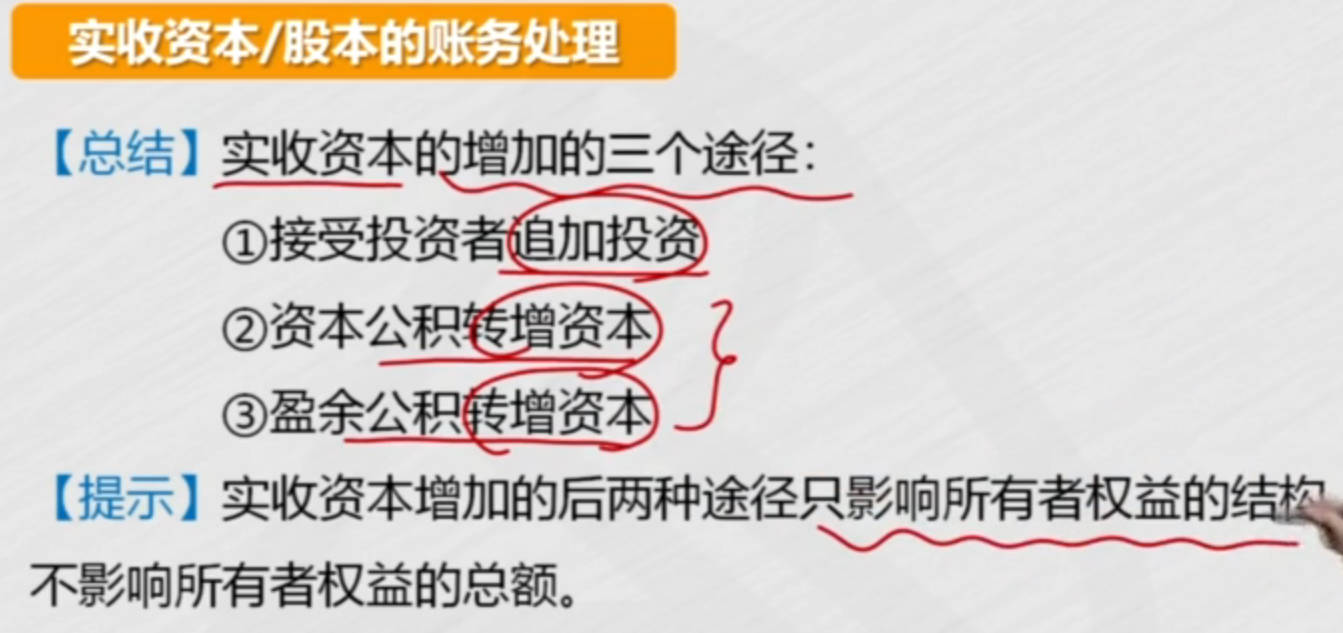 实收资本/股本的账务处理
【总结】实收资本的增加的三个途径：
①接受投资者追加投资
②资本公积转增资本
③盈余公积转增资本
【提示】实收资本增加的后两种途径只影响所有者权益的结构
不影响所有者权益的总额。